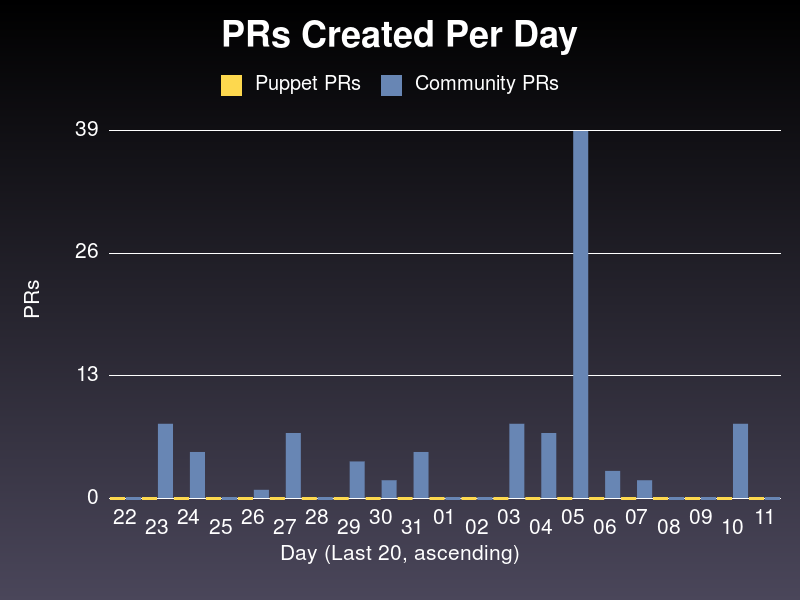 PRs Created Per Day
Puppet PRs Community PRs
39
26
13
0
PRs
22 23 24 25 26 27 28 29 30 31 01 02 03 04 05 06 07 08 09 10 11
Day (Last 20, ascending)